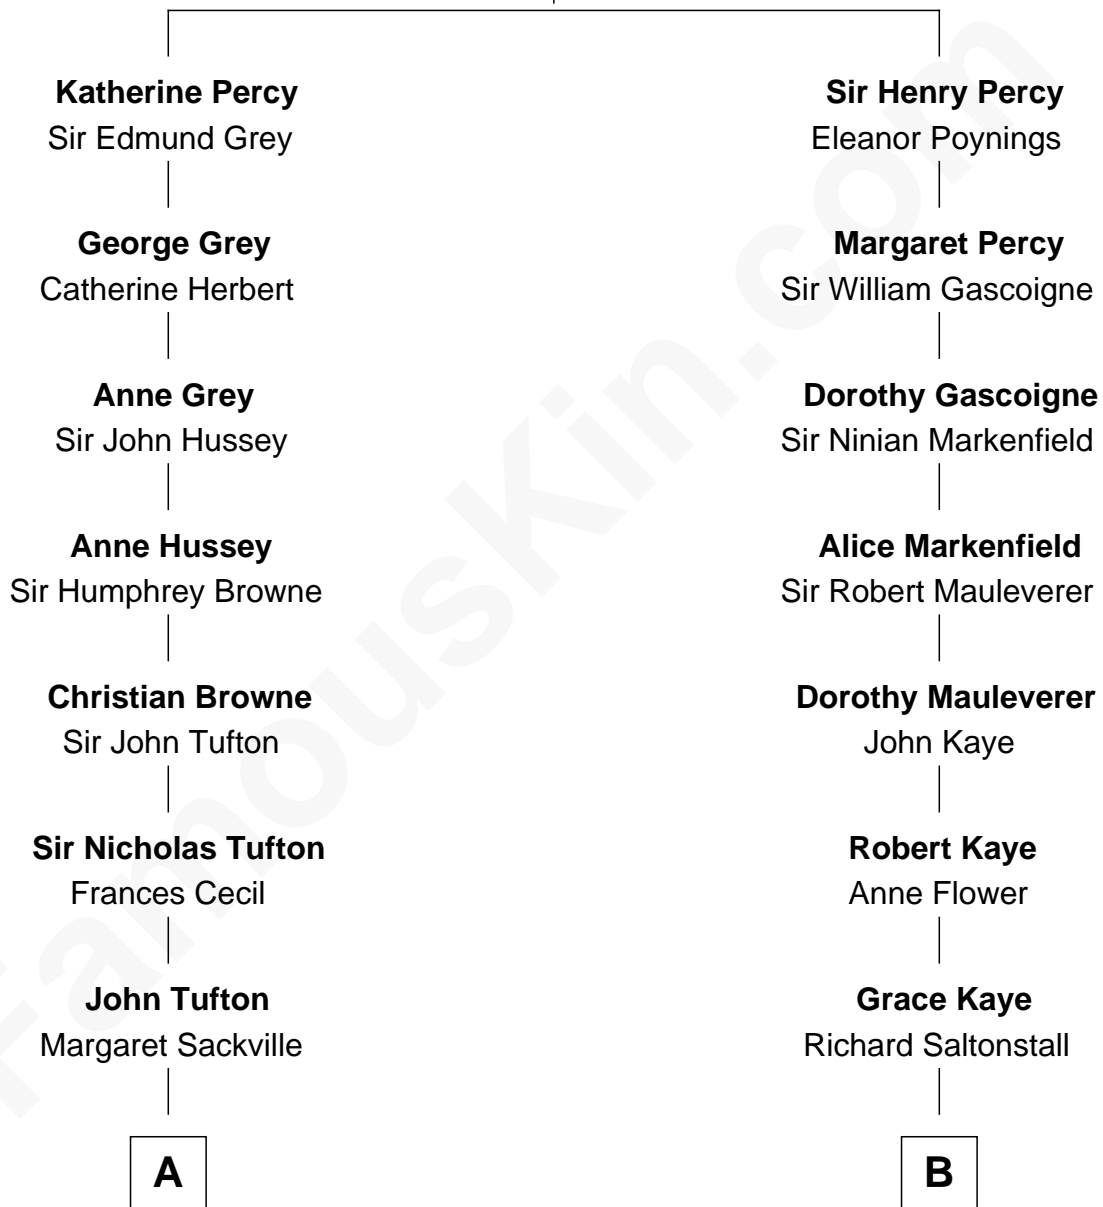 Katherine Percy
Sir Edmund Grey
George Grey
Catherine Herbert
Anne Grey
Sir John Hussey
Anne Hussey
Sir Humphrey Browne
Christian Browne
Sir John Tufton
Sir Nicholas Tufton
Frances Cecil
John Tufton
Margaret Sackville
A
Sir Henry Percy
Eleanor Poynings
Margaret Percy
Sir William Gascoigne
Dorothy Gascoigne
Sir Ninian Markenfield
Alice Markenfield
Sir Robert Mauleverer
Dorothy Mauleverer
John Kaye
Robert Kaye
Anne Flower
Grace Kaye
Richard Saltonstall
B
FamousKin.com